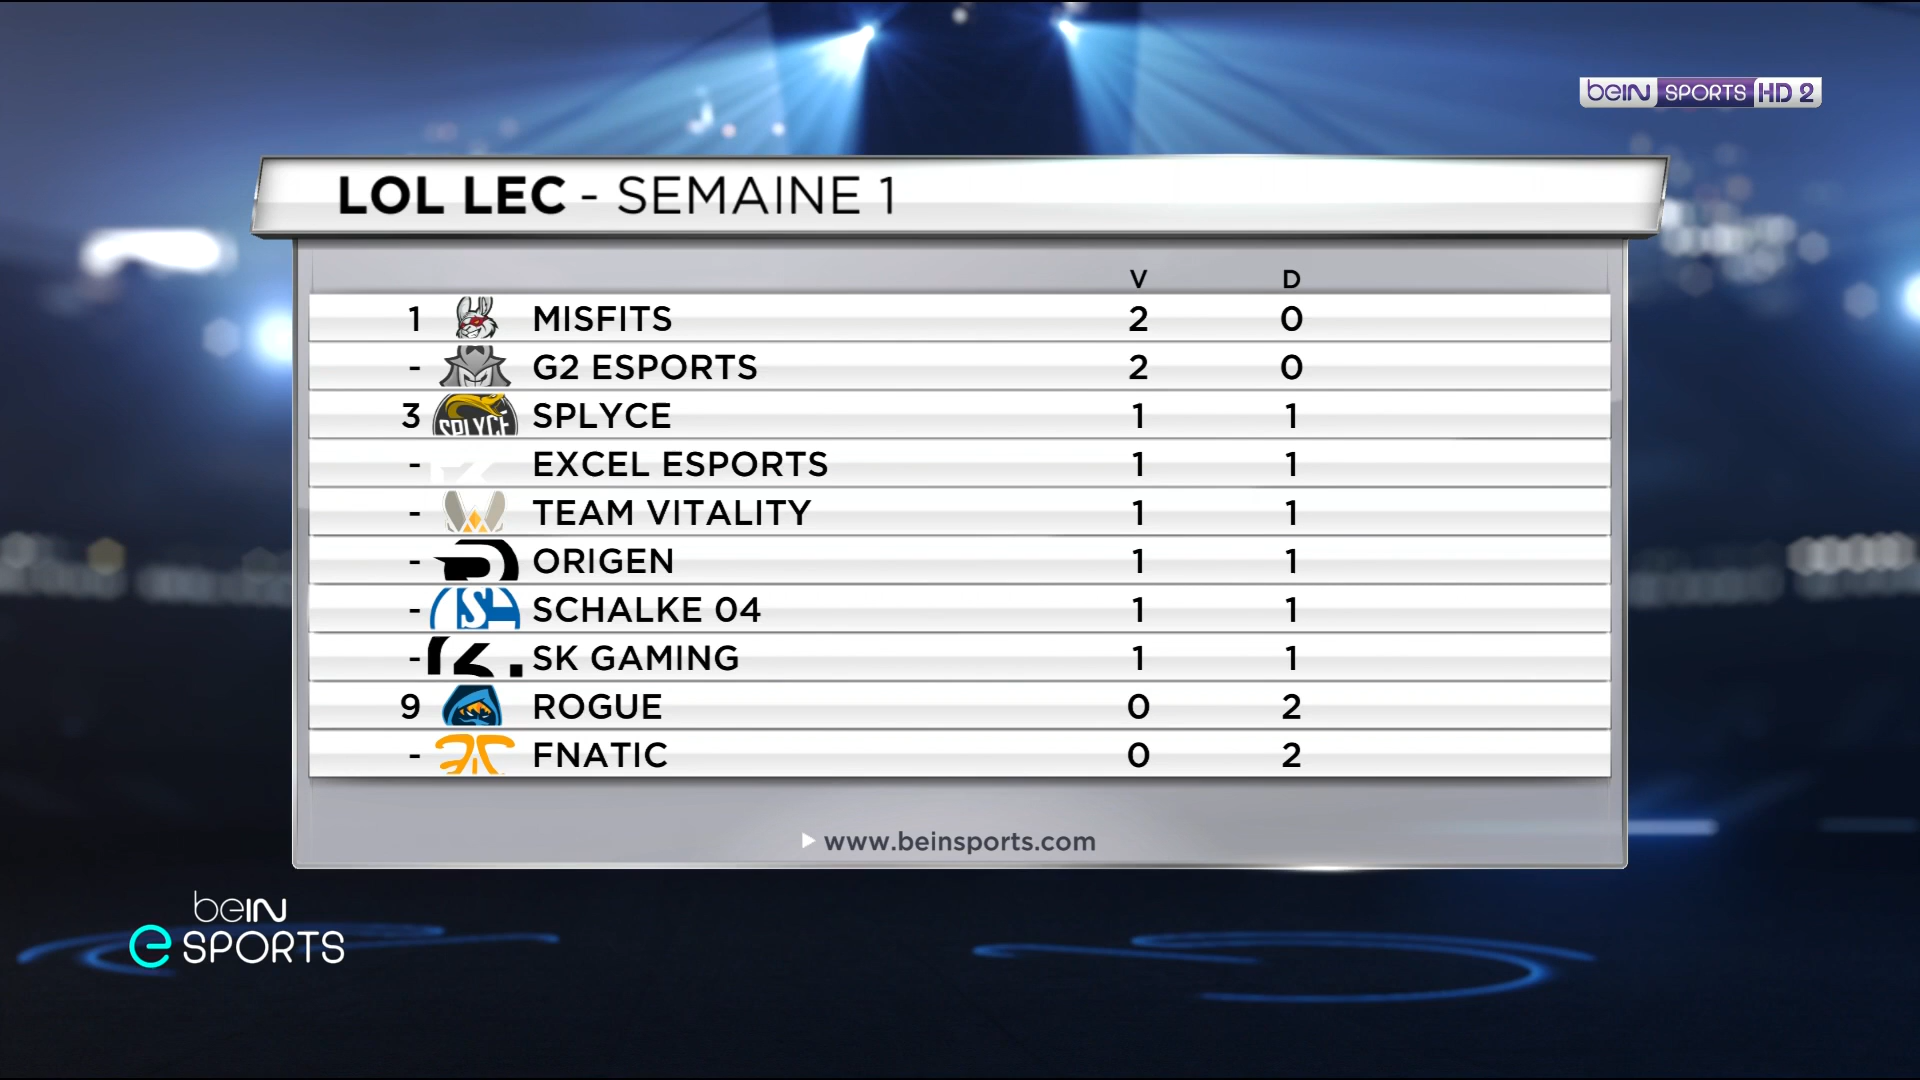 beIN SPORTS HD 2
LOL LEC - SEMAINE 1
V D
1 MISFITS 2 0
- G2 ESPORTS 2 0
3 SPLYCE SPLYCE 1 1
- EXCEL ESPORTS 1 1
- TEAM VITALITY 1 1
- ORIGEN 1 1
- S SCHALKE 04 1 1
- SK GAMING 1 1
9 ROGUE 0 2
- FNATIC 0 2
www.beinsports.com
beIN
eSPORTS